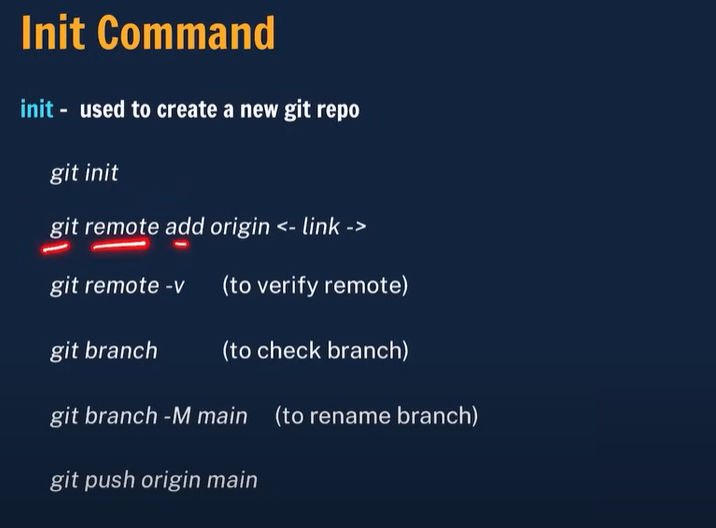 Init Command
init - used to create a new git repo
git init
git remote add origin <- link ->
git remote -v (to verify remote)
git branch (to check branch)
git branch -M main (to rename branch)
git push origin main